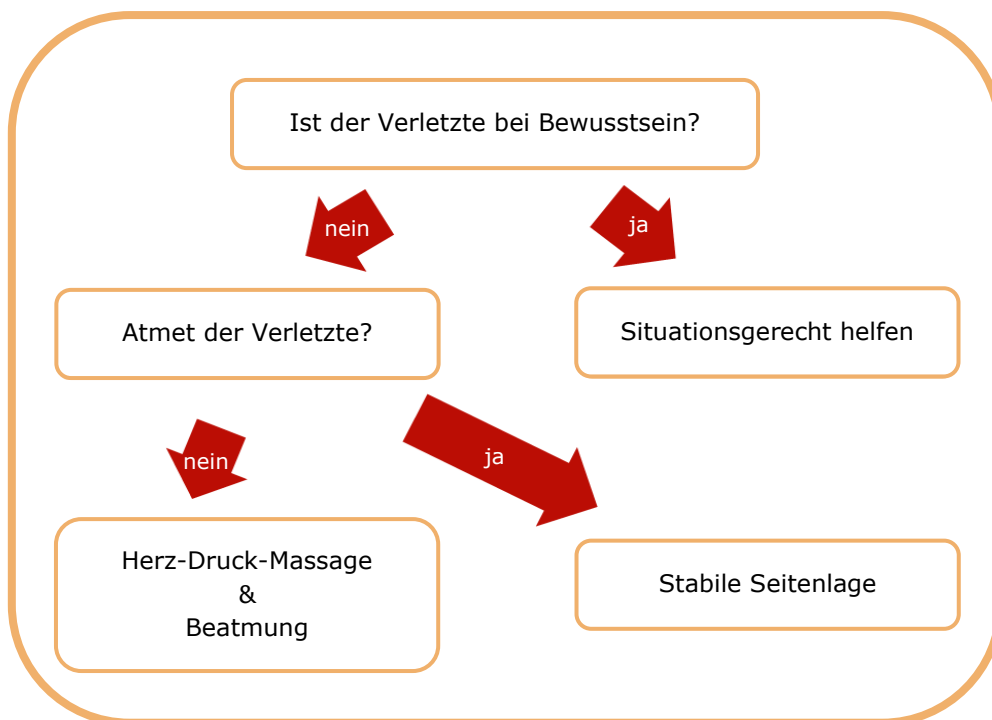 Ist der Verletzte bei Bewusstsein?
nein
ja
Atmet der Verletzte?
Situationsgerecht helfen
nein
ja
Herz-Druck-Massage
&
Beatmung
Stabile Seitenlage